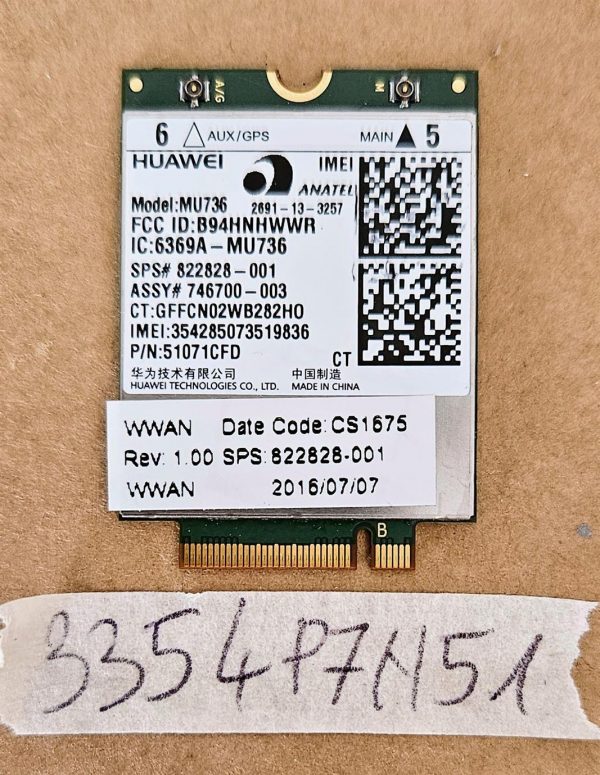 A/G M
6 AUX/GPS MAIN 5
HUAWEI IMEI
ANATEL
Model:MU736 2691-13-3257
FCC ID:B94HNHWWR
IC:6369A-MU736
SPS# 822828-001
ASSY# 746700-003
CT:GFFCN02WB282HO
IMEI:354285073519836
P/N:51071CFD
CT
华为技术有限公司 中国制造
HUAWEI TECHNOLOGIES CO., LTD. MADE IN CHINA
WWAN Date Code:CS1675
Rev: 1.00 SPS:822828-001
WWAN 2016/07/07
B
3354P7N51